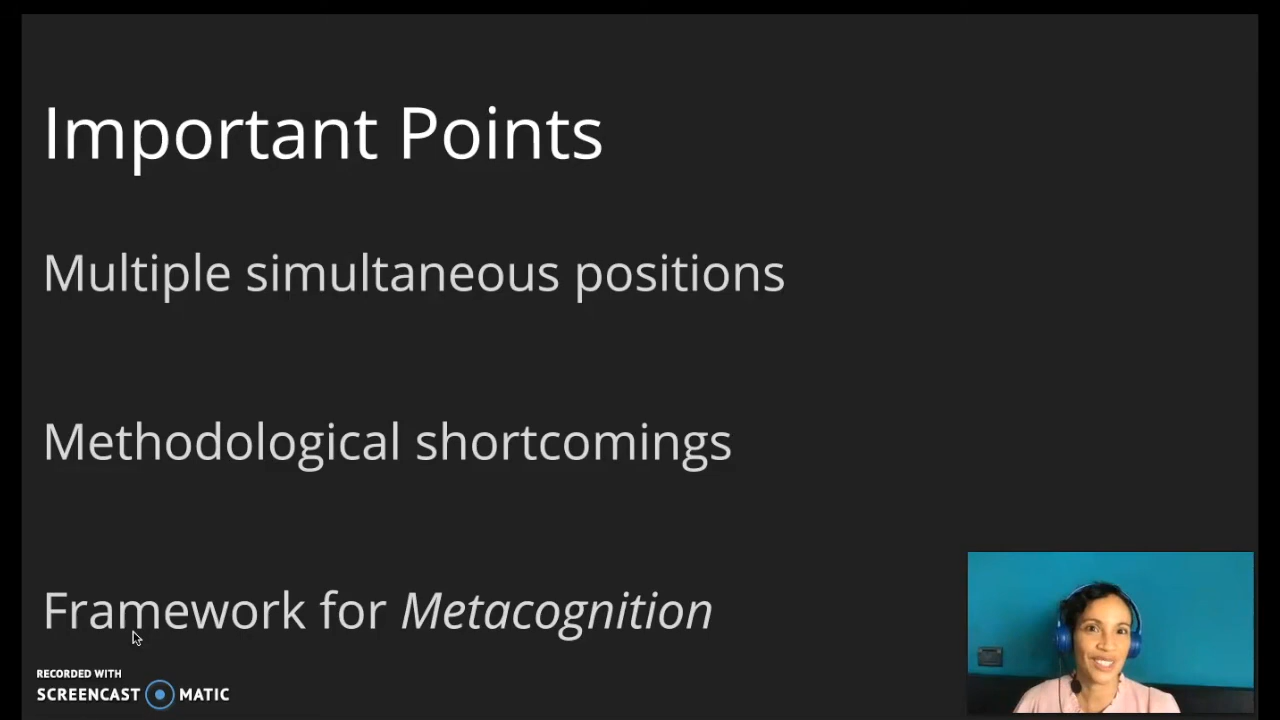 Important Points
Multiple simultaneous positions
Methodological shortcomings
Framework for Metacognition
RECORDED WITH
SCREENCAST MATIC